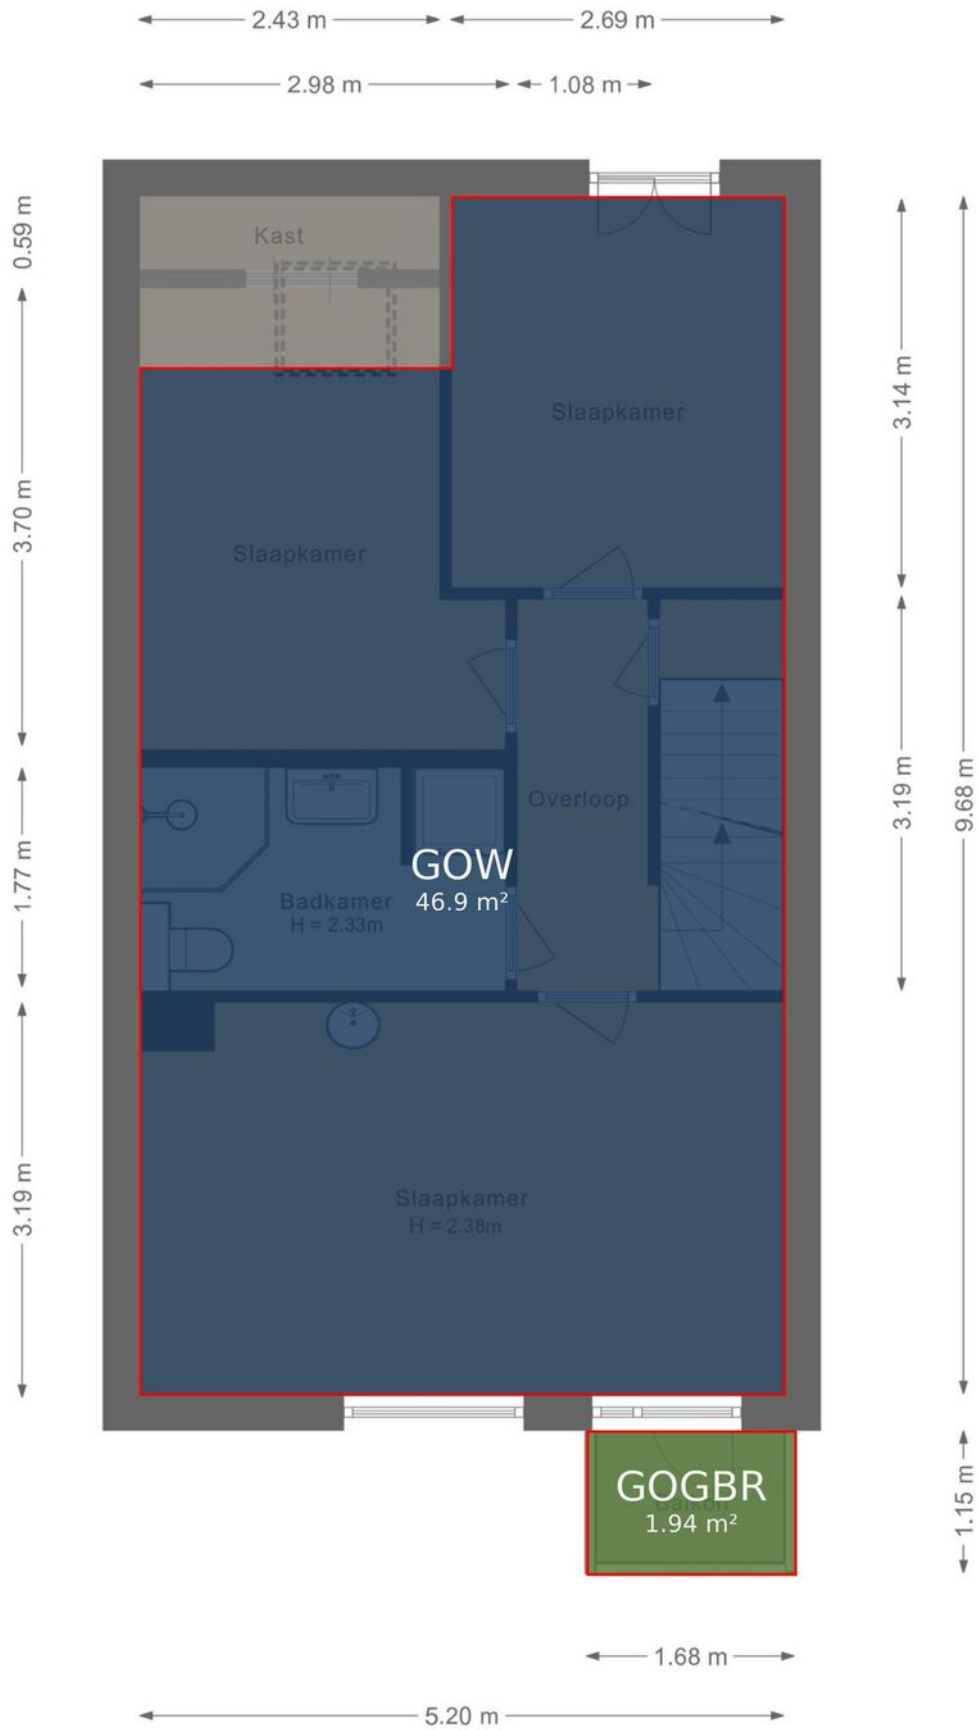 2.43 m
2.69 m
2.98 m
1.08 m
0.59 m
Kast
3.14 m
Slaapkamer
3.70 m
Slaapkamer
9.68 m
3.19 m
Overloop
1.77 m
GOW
46.9 m²
Badkamer
H = 2.33m
3.19 m
Slaapkamer
H = 2.38m
GOGBR
Balkon
1.94 m²
1.15 m
1.68 m
5.20 m